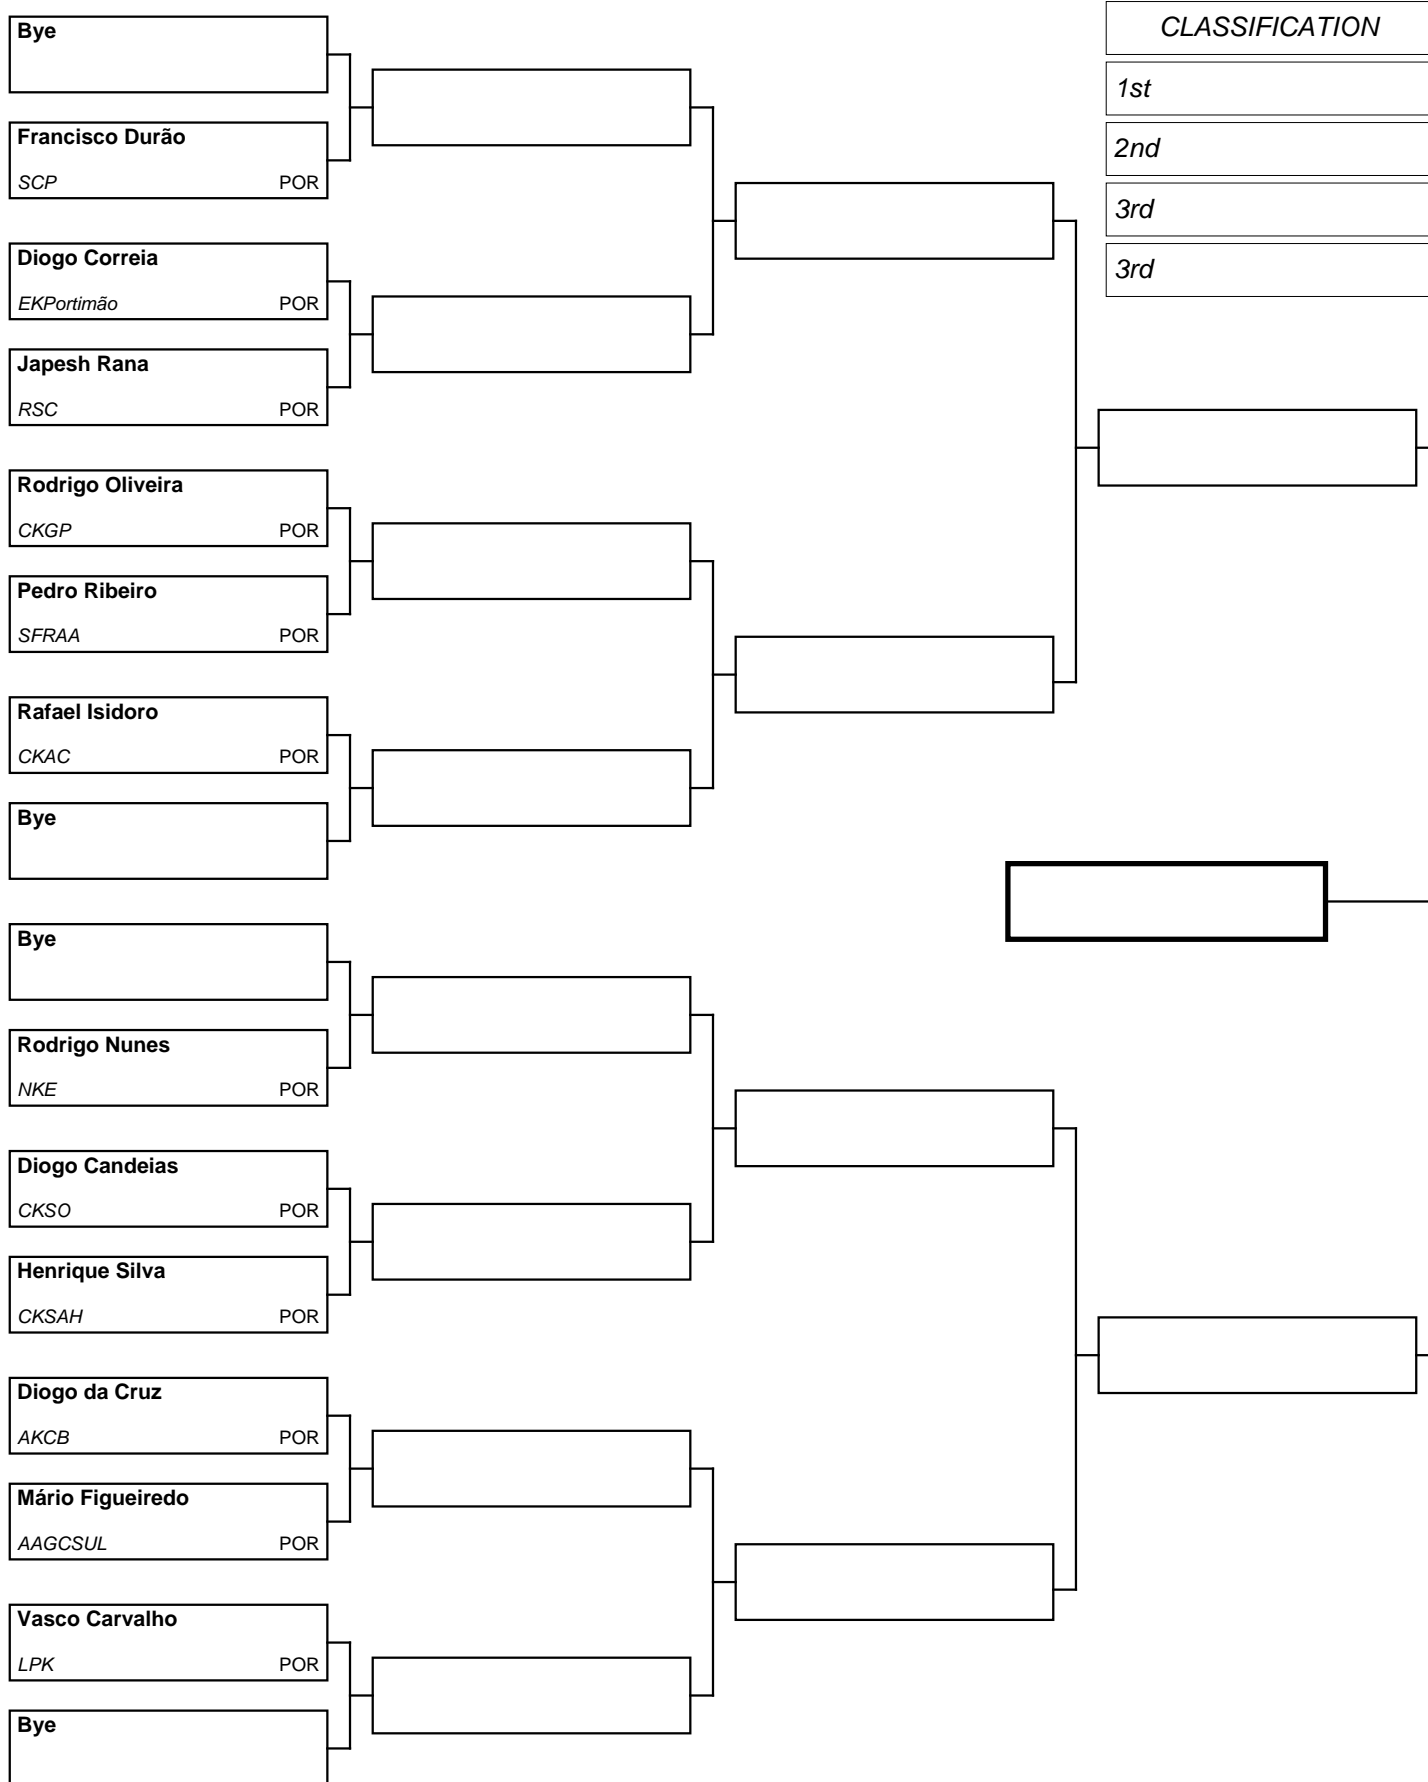 Bye
Francisco Durão
SCP POR
Diogo Correia
EKPortimão POR
Japesh Rana
RSC POR
Rodrigo Oliveira
CKGP POR
Pedro Ribeiro
SFRAA POR
Rafael Isidoro
CKAC POR
Bye
Bye
Rodrigo Nunes
NKE POR
Diogo Candeias
CKSO POR
Henrique Silva
CKSAH POR
Diogo da Cruz
AKCB POR
Mário Figueiredo
AAGCSUL POR
Vasco Carvalho
LPK POR
Bye
CLASSIFICATION
1st
2nd
3rd
3rd